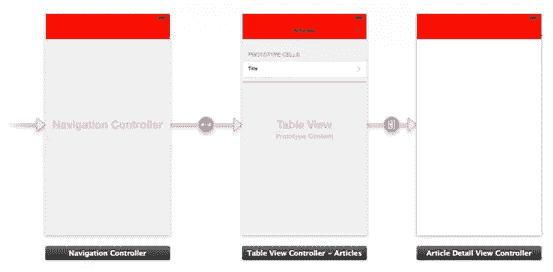 Navigation Controller
PROTOTYPE CELLS
Title
Table View
Prototype Content
Navigation Controller
Table View Controller - Articles
Article Detail View Controller